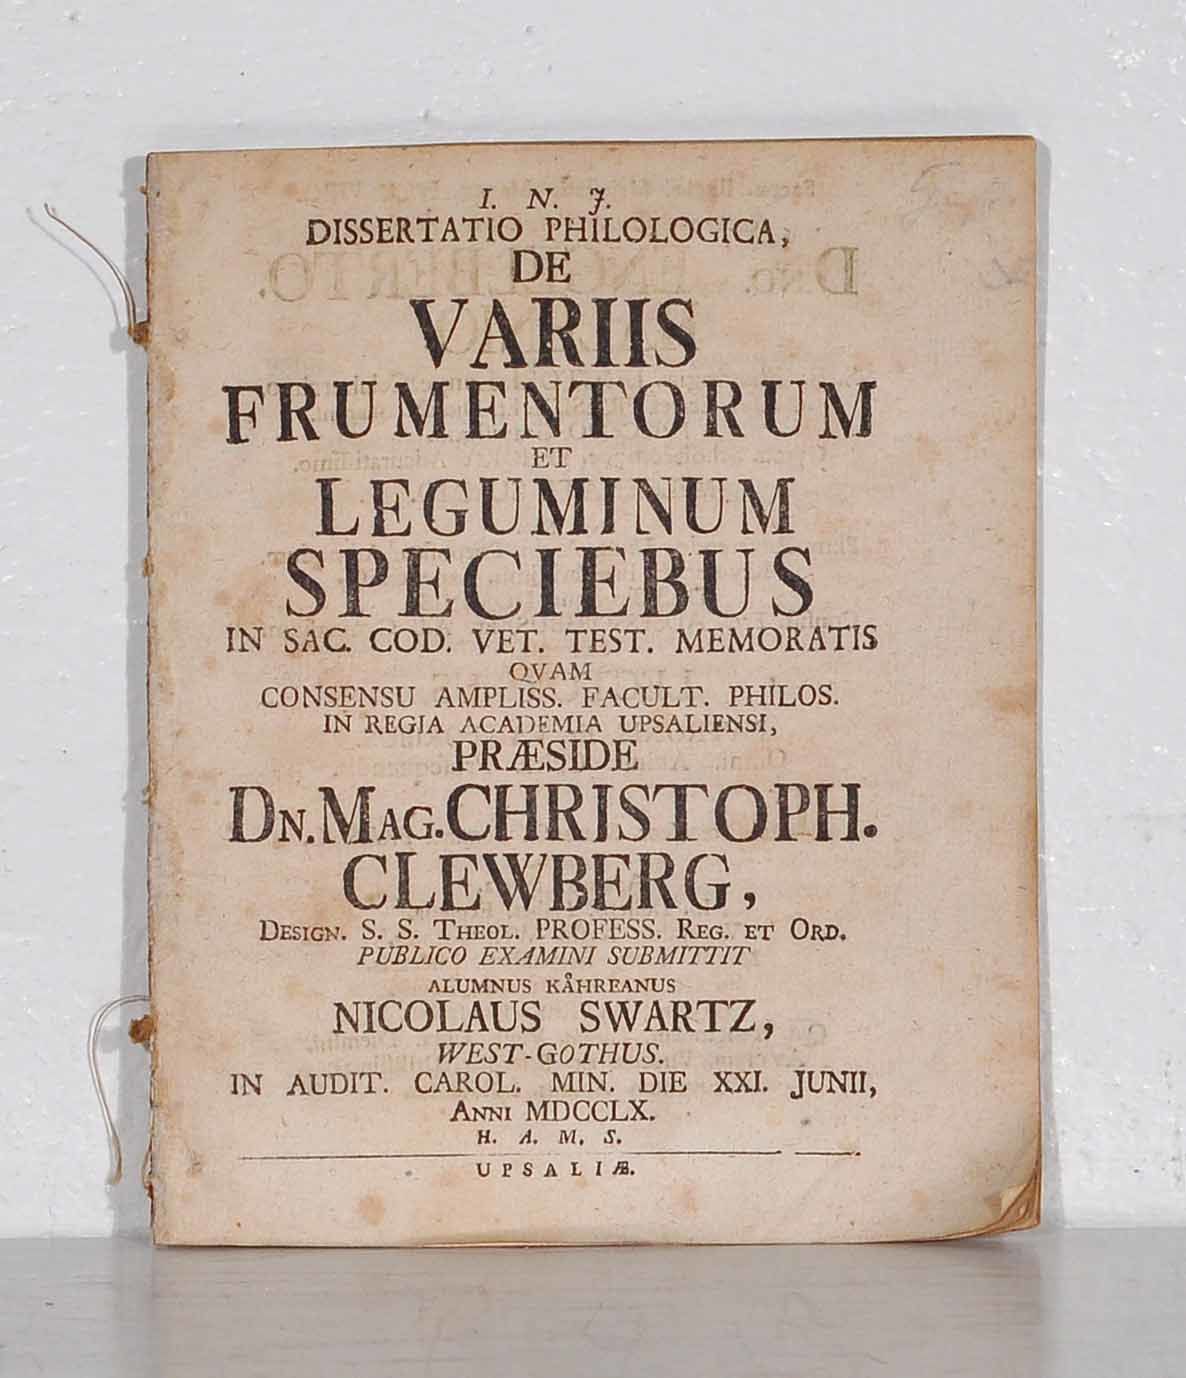 I. N. J.
DISSERTATIO PHILOLOGICA,
DE
VARIIS
FRUMENTORUM
ET
LEGUMINUM
SPECIEBUS
IN SAC. COD. VET. TEST. MEMORATIS
QVAM
CONSENSU AMPLISS. FACULT. PHILOS.
IN REGIA ACADEMIA UPSALIENSI,
PRÆSIDE
DN. MAG. CHRISTOPH.
CLEWBERG,
DESIGN. S. S. THEOL. PROFESS. REG. ET ORD.
PUBLICO EXAMINI SUBMITTIT
ALUMNUS KÅHREANUS
NICOLAUS SWARTZ,
WEST-GOTHUS.
IN AUDIT. CAROL. MIN. DIE XXI. JUNII,
ANNI MDCCLX.
H. A. M. S.
UPSALIÆ.